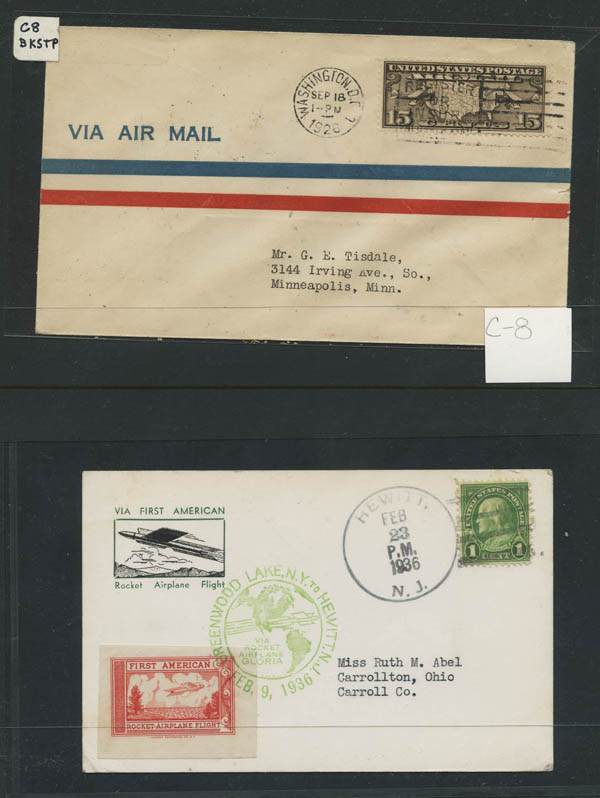 C8
BKSTP
WASHINGTON, D.C.
SEP 18
1-PM
1926
UNITED STATES POSTAGE
15 15
VIA AIR MAIL
Mr. G. E. Tisdale,
3144 Irving Ave., So.,
Minneapolis, Minn.
C-8
VIA FIRST AMERICAN
Rocket Airplane Flight
HEWITT.
FEB
23
P.M.
1936
N. J.
UNITED STATES POSTAGE
1 1
GREENWOOD LAKE, N.Y. TO HEWITT. N.J.
VIA
ROCKET
AIRPLANE
GLORIA
FEB. 9, 1936
FIRST AMERICAN
ROCKET-AIRPLANE FLIGHT
Miss Ruth M. Abel
Carrollton, Ohio
Carroll Co.